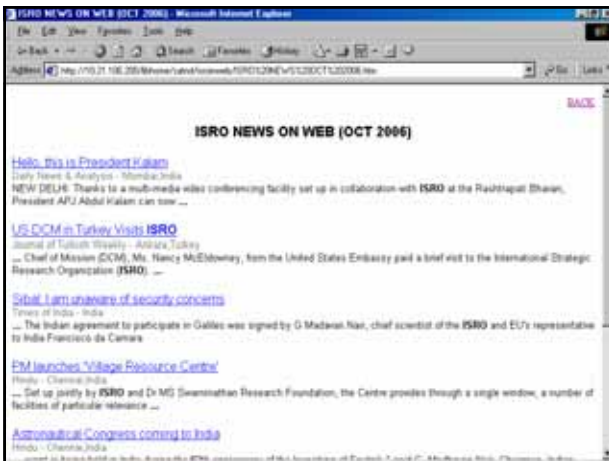 ISRO NEWS ON WEB (OCT 2006) - Microsoft Internet Explorer
File Edit View Favorites Tools Help
Back Search Favorites History
Address
Go Links
BACK
ISRO NEWS ON WEB (OCT 2006)
Hello, this is President Kalam
Daily News & Analysis - Mumbai,India
NEW DELHI: Thanks to a multi-media video conferencing facility set up in collaboration with ISRO at the Rashtrapati Bhavan,
President APJ Abdul Kalam can now ...
US DCM in Turkey Visits ISRO
Journal of Turkish Weekly - Ankara,Turkey
... Chief of Mission (DCM), Ms. Nancy McEldowney, from the United States Embassy paid a brief visit to the International Strategic
Research Organization (ISRO). ...
Sibal: I am unaware of security concerns
Times of India - India
... The Indian agreement to participate in Galileo was signed by G Madavan Nair, chief scientist of the ISRO and EU's representative
to India Francisco da Camara
PM launches 'Village Resource Centre'
Hindu - Chennai,India
... Set up jointly by ISRO and Dr MS Swaminathan Research Foundation, the Centre provides through a single window, a number of
facilities of particular relevance ...
Astronautical Congress coming to India
Hindu - Chennai,India